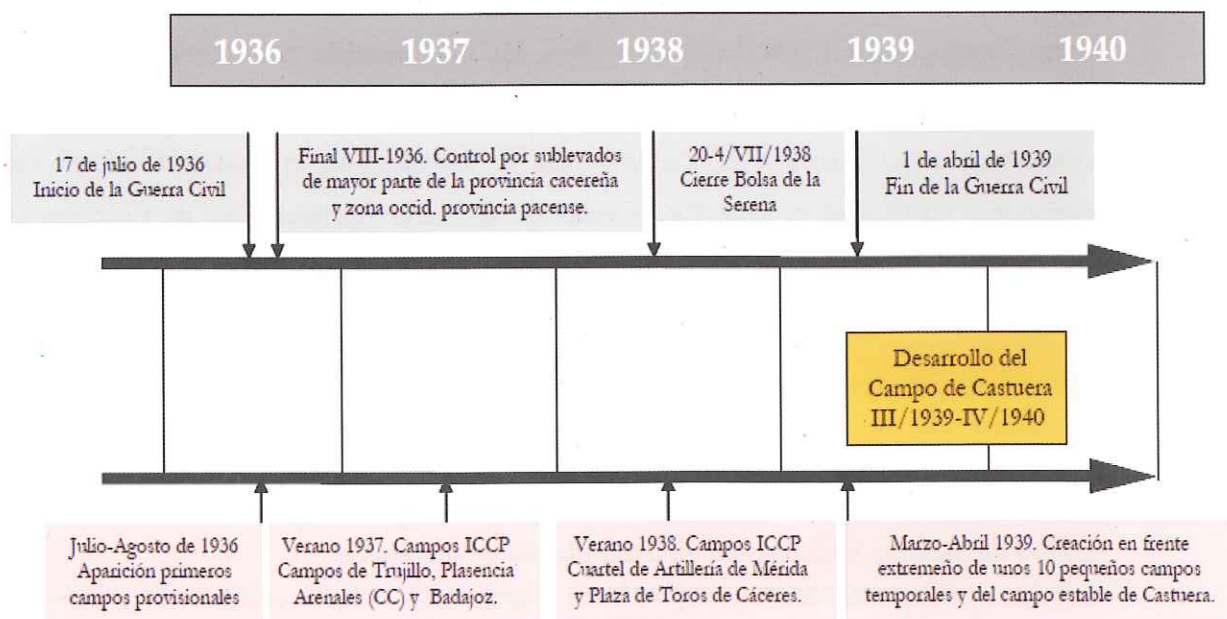 1936 1937 1938 1939 1940
17 de julio de 1936
Inicio de la Guerra Civil
Final VIII-1936. Control por sublevados
de mayor parte de la provincia cacereña
y zona occid. provincia pacense.
20-4/VII/1938
Cierre Bolsa de la
Serena
1 de abril de 1939
Fin de la Guerra Civil
Desarrollo del
Campo de Castuera
III/1939-IV/1940
Julio-Agosto de 1936
Aparición primeros
campos provisionales
Verano 1937. Campos ICCP
Campos de Trujillo, Plasencia
Arenales (CC) y Badajoz.
Verano 1938. Campos ICCP
Cuartel de Artillería de Mérida
y Plaza de Toros de Cáceres.
Marzo-Abril 1939. Creación en frente
extremeño de unos 10 pequeños campos
temporales y del campo estable de Castuera.